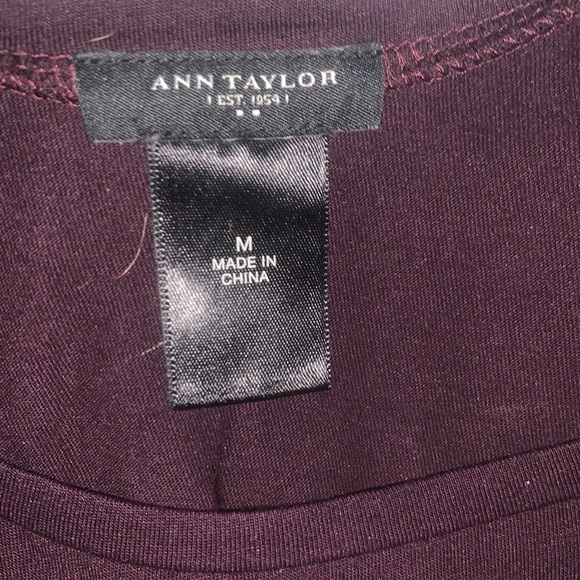 ANN TAYLOR
| EST. 1954 |
M
MADE IN
CHINA